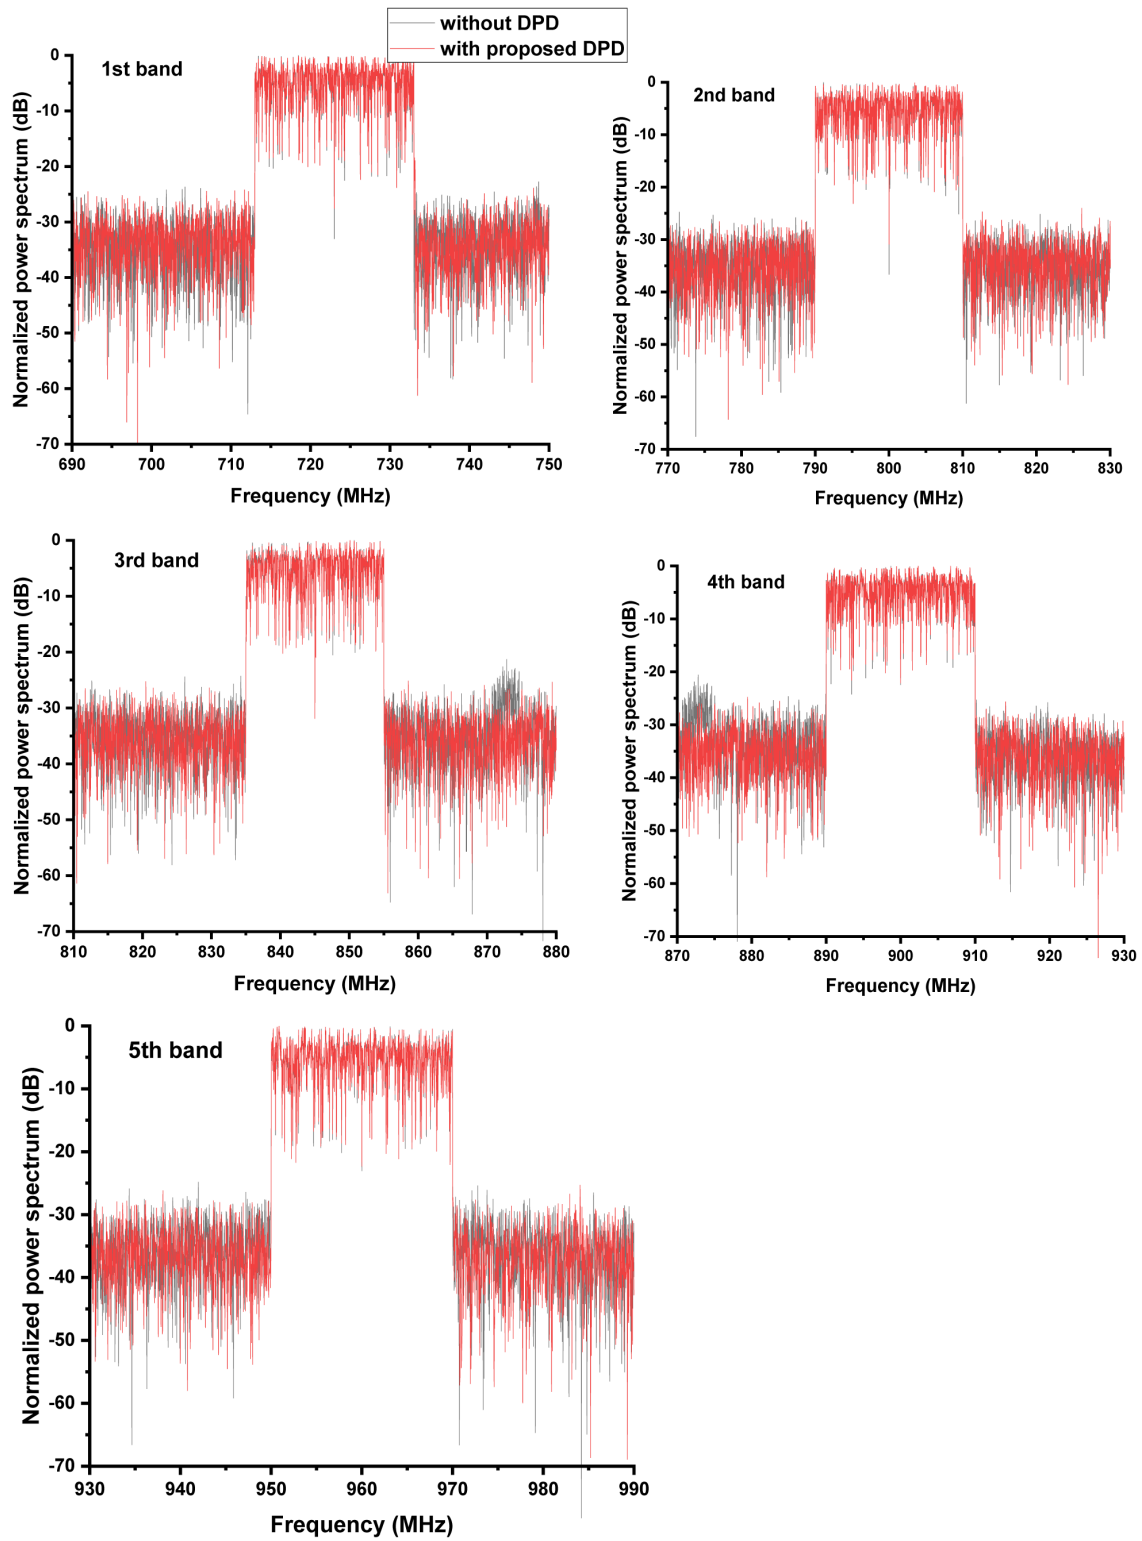 without DPD
with proposed DPD
1st band
Normalized power spectrum (dB)
0
-10
-20
-30
-40
-50
-60
-70
690 700 710 720 730 740 750
Frequency (MHz)
2nd band
Normalized power spectrum (dB)
0
-10
-20
-30
-40
-50
-60
-70
770 780 790 800 810 820 830
Frequency (MHz)
3rd band
Normalized power spectrum (dB)
0
-10
-20
-30
-40
-50
-60
-70
810 820 830 840 850 860 870 880
Frequency (MHz)
4th band
Normalized power spectrum (dB)
0
-10
-20
-30
-40
-50
-60
-70
870 880 890 900 910 920 930
Frequency (MHz)
5th band
Normalized power spectrum (dB)
0
-10
-20
-30
-40
-50
-60
-70
930 940 950 960 970 980 990
Frequency (MHz)